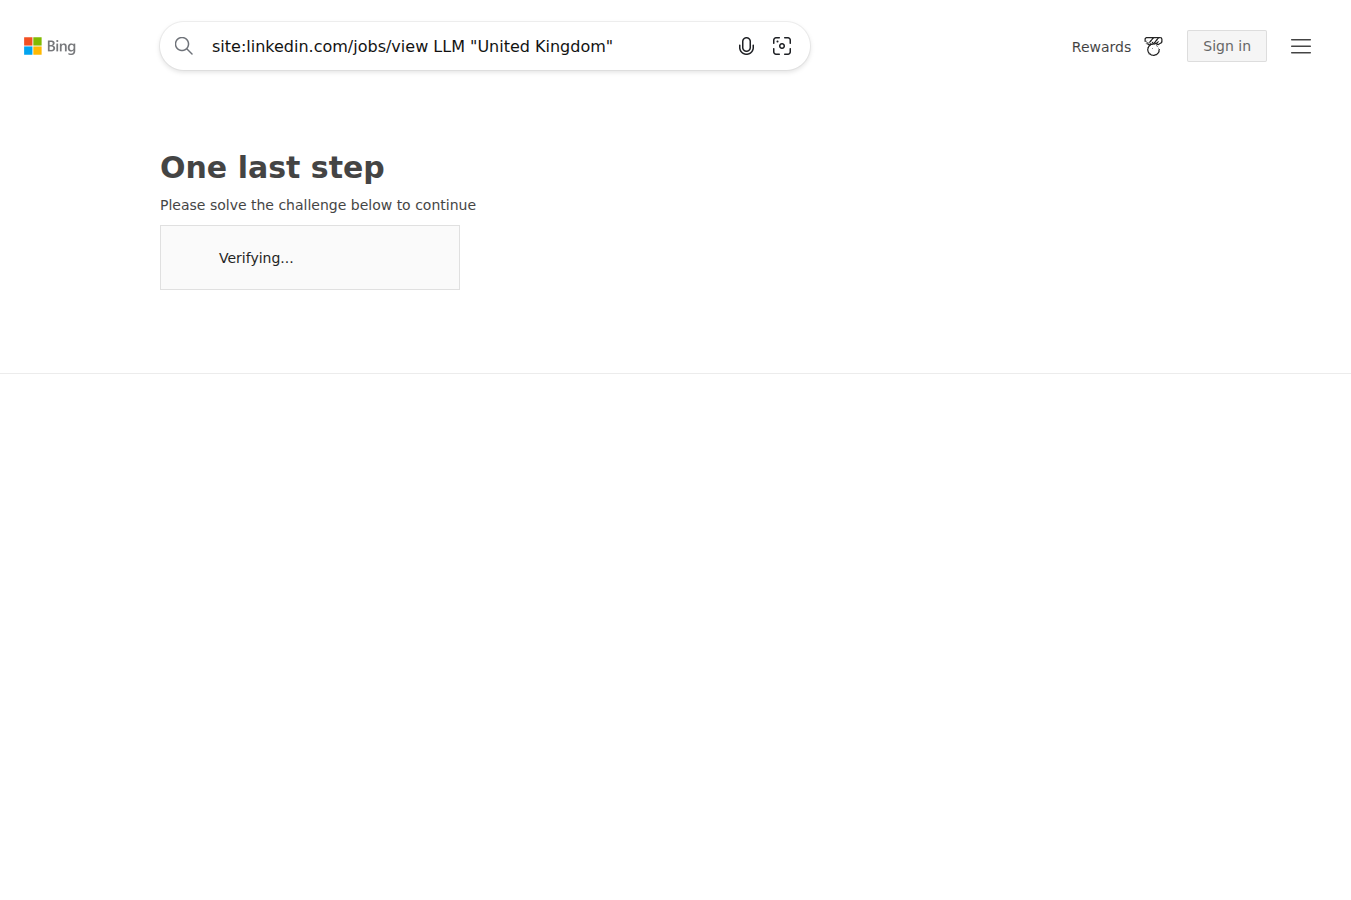 Bing
site:linkedin.com/jobs/view LLM "United Kingdom"
Rewards
Sign in
One last step
Please solve the challenge below to continue
Verifying...